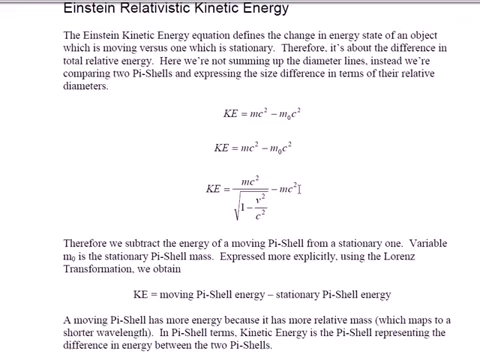 Einstein Relativistic Kinetic Energy
The Einstein Kinetic Energy equation defines the change in energy state of an object
which is moving versus one which is stationary. Therefore, it's about the difference in
total relative energy. Here we're not summing up the diameter lines, instead we're
comparing two Pi-Shells and expressing the size difference in terms of their relative
diameters.
KE = mc² − m₀c²
KE = mc² − m₀c²
KE = mc² / √(1 − v²/c²) − mc²
Therefore we subtract the energy of a moving Pi-Shell from a stationary one. Variable
m₀ is the stationary Pi-Shell mass. Expressed more explicitly, using the Lorenz
Transformation, we obtain
KE = moving Pi-Shell energy – stationary Pi-Shell energy
A moving Pi-Shell has more energy because it has more relative mass (which maps to a
shorter wavelength). In Pi-Shell terms, Kinetic Energy is the Pi-Shell representing the
difference in energy between the two Pi-Shells.